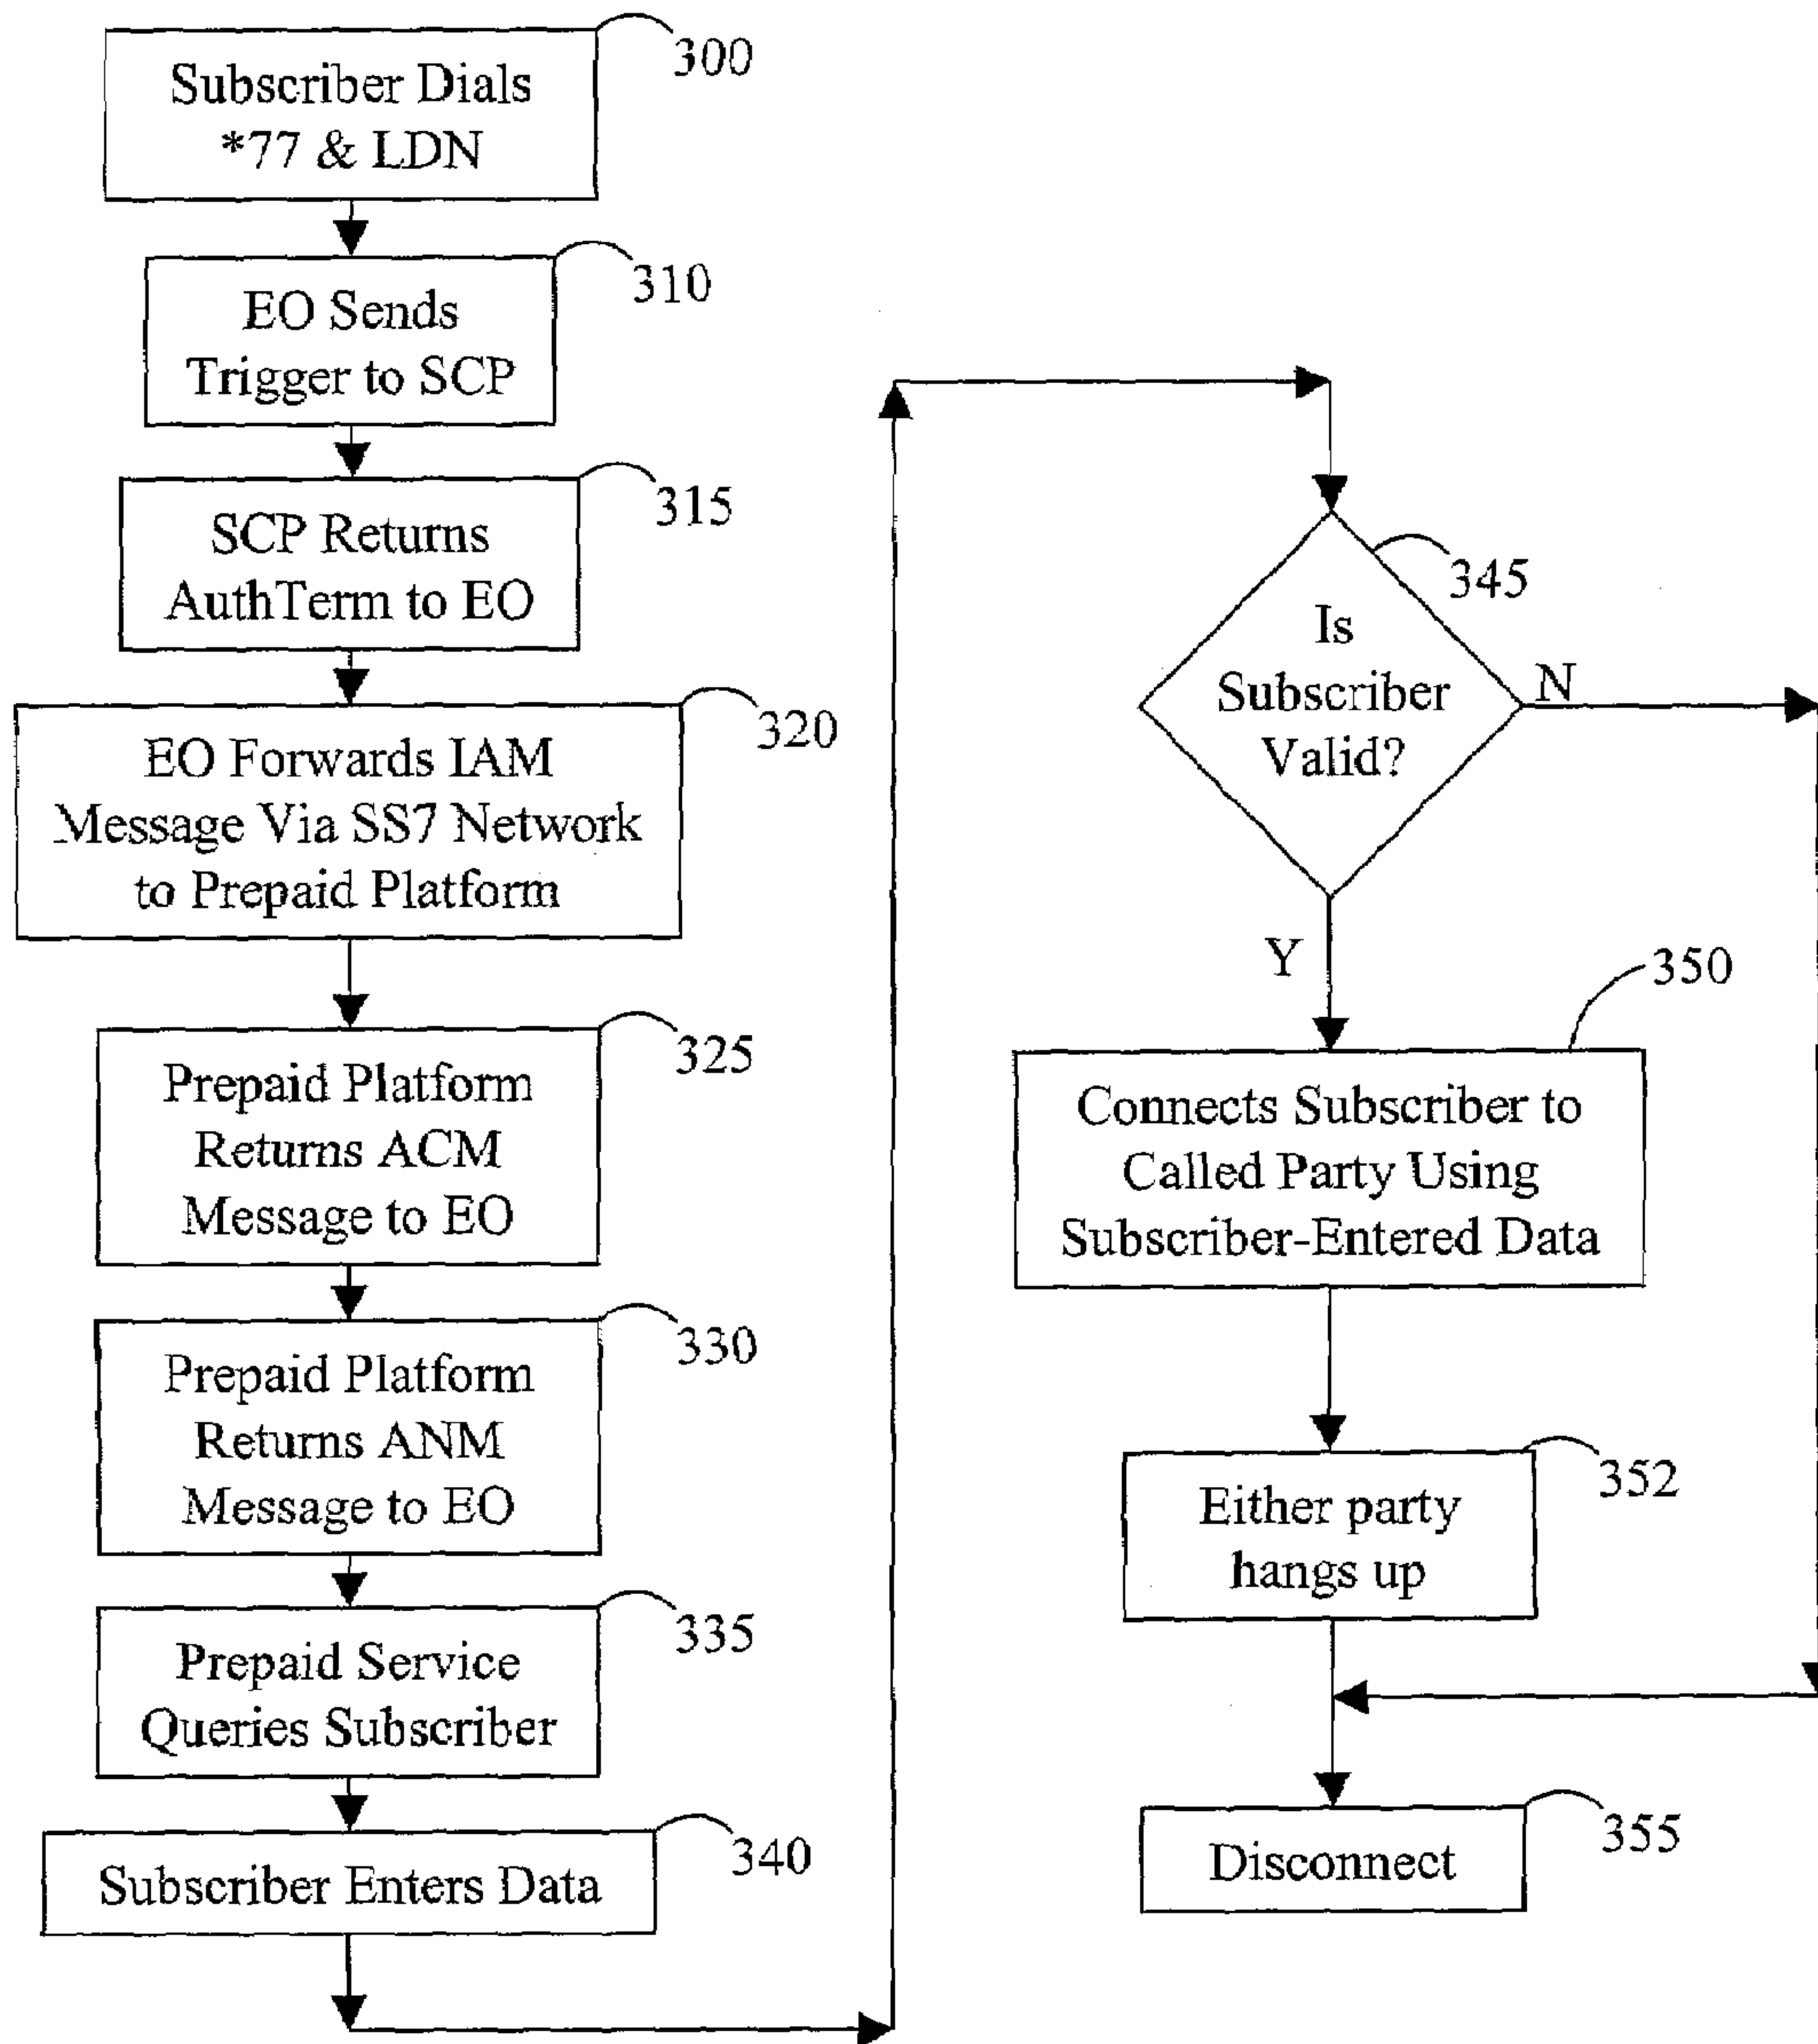 300
Subscriber Dials
*77 & LDN
310
EO Sends
Trigger to SCP
315
SCP Returns
AuthTerm to EO
320
EO Forwards IAM
Message Via SS7 Network
to Prepaid Platform
325
Prepaid Platform
Returns ACM
Message to EO
330
Prepaid Platform
Returns ANM
Message to EO
335
Prepaid Service
Queries Subscriber
340
Subscriber Enters Data
345
Is
Subscriber
Valid?
N
Y
350
Connects Subscriber to
Called Party Using
Subscriber-Entered Data
352
Either party
hangs up
355
Disconnect